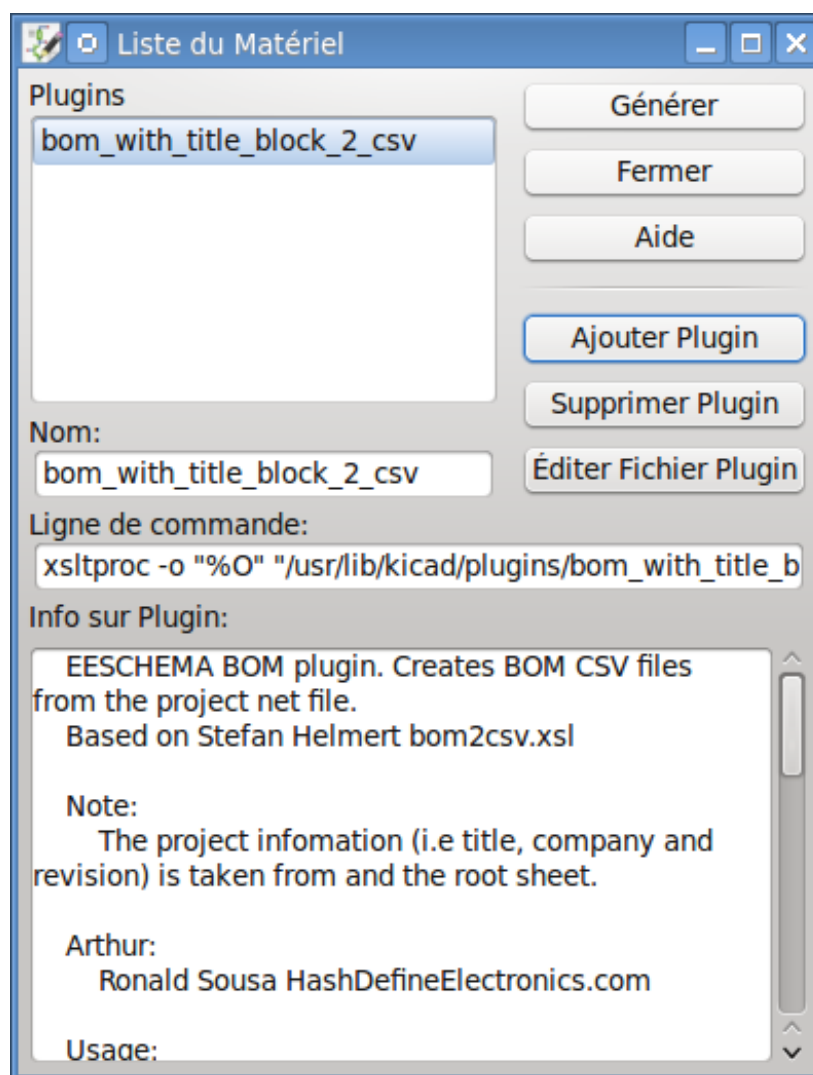 Liste du Matériel
Plugins
bom_with_title_block_2_csv
Générer
Fermer
Aide
Ajouter Plugin
Supprimer Plugin
Éditer Fichier Plugin
Nom:
bom_with_title_block_2_csv
Ligne de commande:
xsltproc -o "%O" "/usr/lib/kicad/plugins/bom_with_title_b
Info sur Plugin:
EESCHEMA BOM plugin. Creates BOM CSV files
from the project net file.
Based on Stefan Helmert bom2csv.xsl
Note:
The project infomation (i.e title, company and
revision) is taken from and the root sheet.
Arthur:
Ronald Sousa HashDefineElectronics.com
Usage: